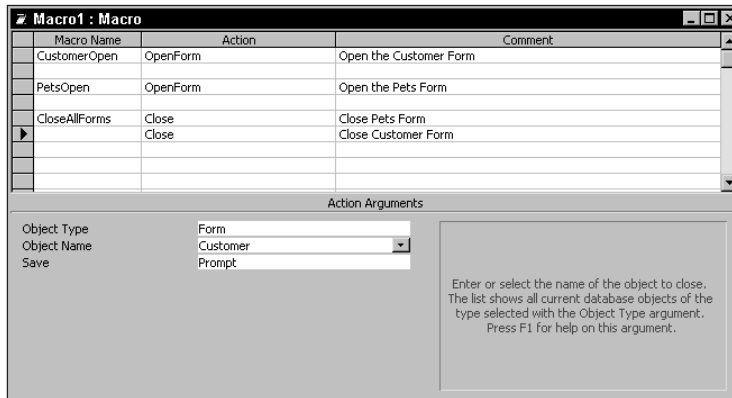 Macro1 : Macro
Macro Name Action Comment
CustomerOpen OpenForm Open the Customer Form
PetsOpen OpenForm Open the Pets Form
CloseAllForms Close Close Pets Form
Close Close Customer Form
Action Arguments
Object Type Form
Object Name Customer
Save Prompt
Enter or select the name of the object to close.
The list shows all current database objects of the
type selected with the Object Type argument.
Press F1 for help on this argument.